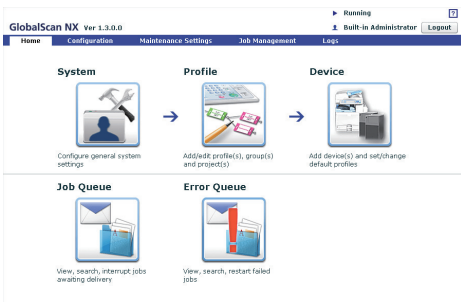 Running ?
GlobalScan NX Ver 1.3.0.0
Built-in Administrator Logout
Home Configuration Maintenance Settings Job Management Logs
System Profile Device
Configure general system settings
Add/edit profile(s), group(s) and project(s)
Add device(s) and set/change default profiles
Job Queue Error Queue
View, search, interrupt jobs awaiting delivery
View, search, restart failed jobs